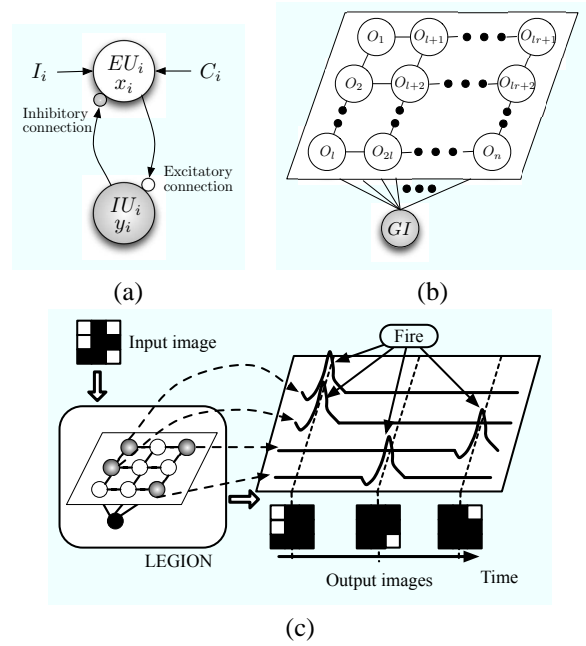 I_i
EU_i
x_i
C_i
Inhibitory
connection
Excitatory
connection
IU_i
y_i
(a)
O_1
O_{l+1}
O_{lr+1}
O_2
O_{l+2}
O_{lr+2}
O_l
O_{2l}
O_n
GI
(b)
Input image
Fire
LEGION
Output images
Time
(c)